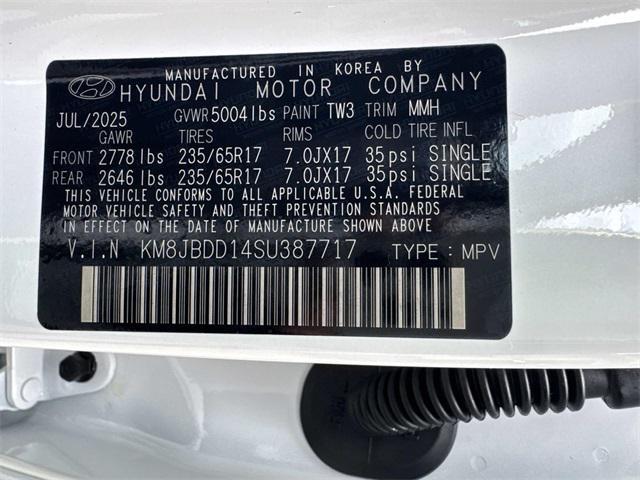 MANUFACTURED IN KOREA BY
HYUNDAI MOTOR COMPANY
JUL/2025 GVWR 5004lbs PAINT TW3 TRIM MMH
GAWR TIRES RIMS COLD TIRE INFL
FRONT 2778lbs 235/65R17 7.0JX17 35psi SINGLE
REAR 2646lbs 235/65R17 7.0JX17 35psi SINGLE
THIS VEHICLE CONFORMS TO ALL APPLICABLE U.S.A. FEDERAL
MOTOR VEHICLE SAFETY AND THEFT PREVENTION STANDARDS
IN EFFECT ON THE DATE OF MANUFACTURE SHOWN ABOVE
V.I.N KM8JBDD14SU387717 TYPE : MPV